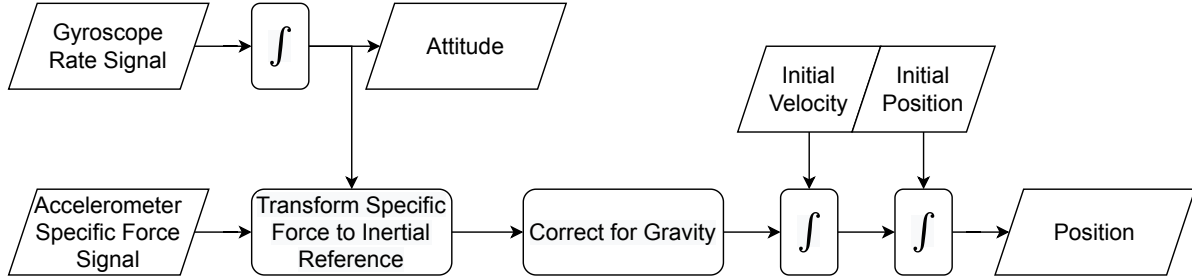 Gyroscope
Rate Signal
∫
Attitude
Initial
Velocity
Initial
Position
Accelerometer
Specific Force
Signal
Transform Specific
Force to Inertial
Reference
Correct for Gravity
∫
∫
Position